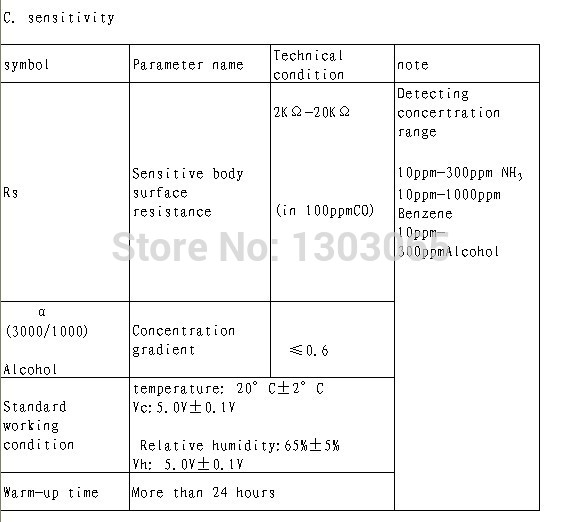 C. sensitivity
symbol
Parameter name
Technical
condition
note
Rs
Sensitive body
surface
resistance
2KΩ-20KΩ
(in 100ppmCO)
Detecting
concertration
range
10ppm-300ppm NH3
10ppm-1000ppm
Benzene
10ppm-
300ppmAlcohol
Store No: 1303065
α
(3000/1000)
Alcohol
Concentration
gradient
≤0.6
Standard
working
condition
temperature: 20° C±2° C
Vc:5.0V±0.1V
Relative humidity:65%±5%
Vh: 5.0V±0.1V
Warm-up time
More than 24 hours